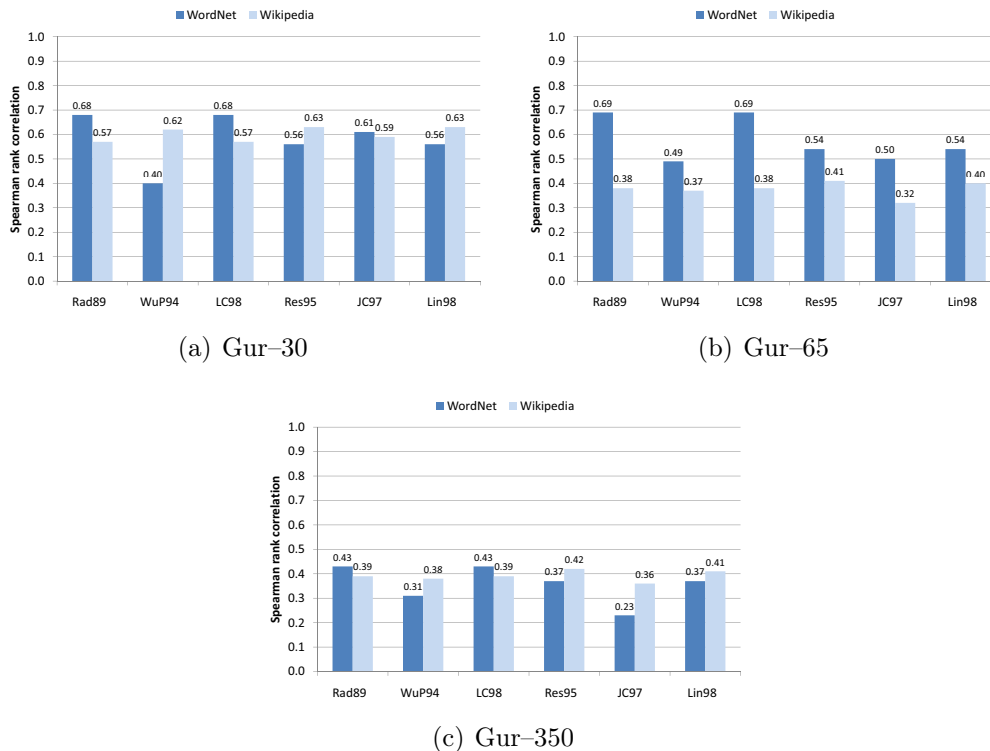 WordNet Wikipedia
1.0
0.9
0.8
0.7
0.6
0.5
0.4
0.3
0.2
0.1
0.0
Spearman rank correlation
0.68 0.57 0.40 0.62 0.68 0.57 0.56 0.63 0.61 0.59 0.56 0.63
Rad89 WuP94 LC98 Res95 JC97 Lin98
(a) Gur–30
WordNet Wikipedia
1.0
0.9
0.8
0.7
0.6
0.5
0.4
0.3
0.2
0.1
0.0
Spearman rank correlation
0.69 0.38 0.49 0.37 0.69 0.38 0.54 0.41 0.50 0.32 0.54 0.40
Rad89 WuP94 LC98 Res95 JC97 Lin98
(b) Gur–65
WordNet Wikipedia
1.0
0.9
0.8
0.7
0.6
0.5
0.4
0.3
0.2
0.1
0.0
Spearman rank correlation
0.43 0.39 0.31 0.38 0.43 0.39 0.37 0.42 0.23 0.36 0.37 0.41
Rad89 WuP94 LC98 Res95 JC97 Lin98
(c) Gur–350